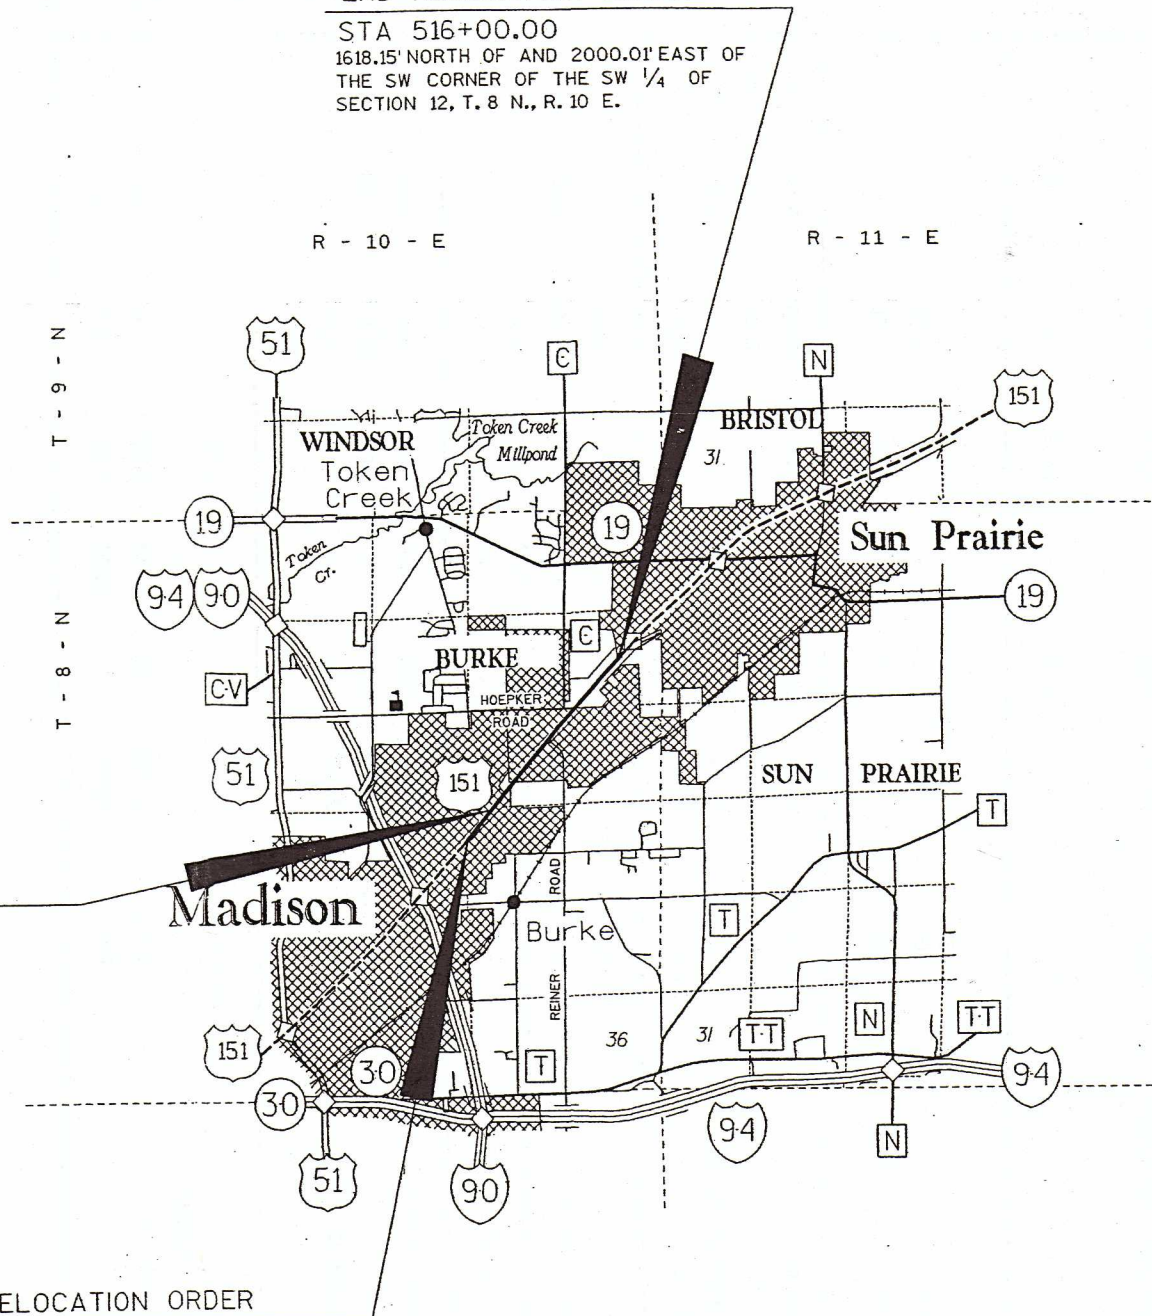 STA 516+00.00
1618.15' NORTH OF AND 2000.01' EAST OF
THE SW CORNER OF THE SW 1/4 OF
SECTION 12, T. 8 N., R. 10 E.
R - 10 - E
R - 11 - E
T - 9 - N
51
C
N
151
WINDSOR
Token Creek
Millpond
BRISTOL
31
Token
Creek
19
19
Sun Prairie
Token
Cr.
94
90
19
C
BURKE
T - 8 - N
CV
HOEPKER
ROAD
51
151
SUN PRAIRIE
T
Madison
ROAD
T
Burke
REINER
36
31
TT
N
TT
151
30
T
94
30
94
N
51
90
ELOCATION ORDER